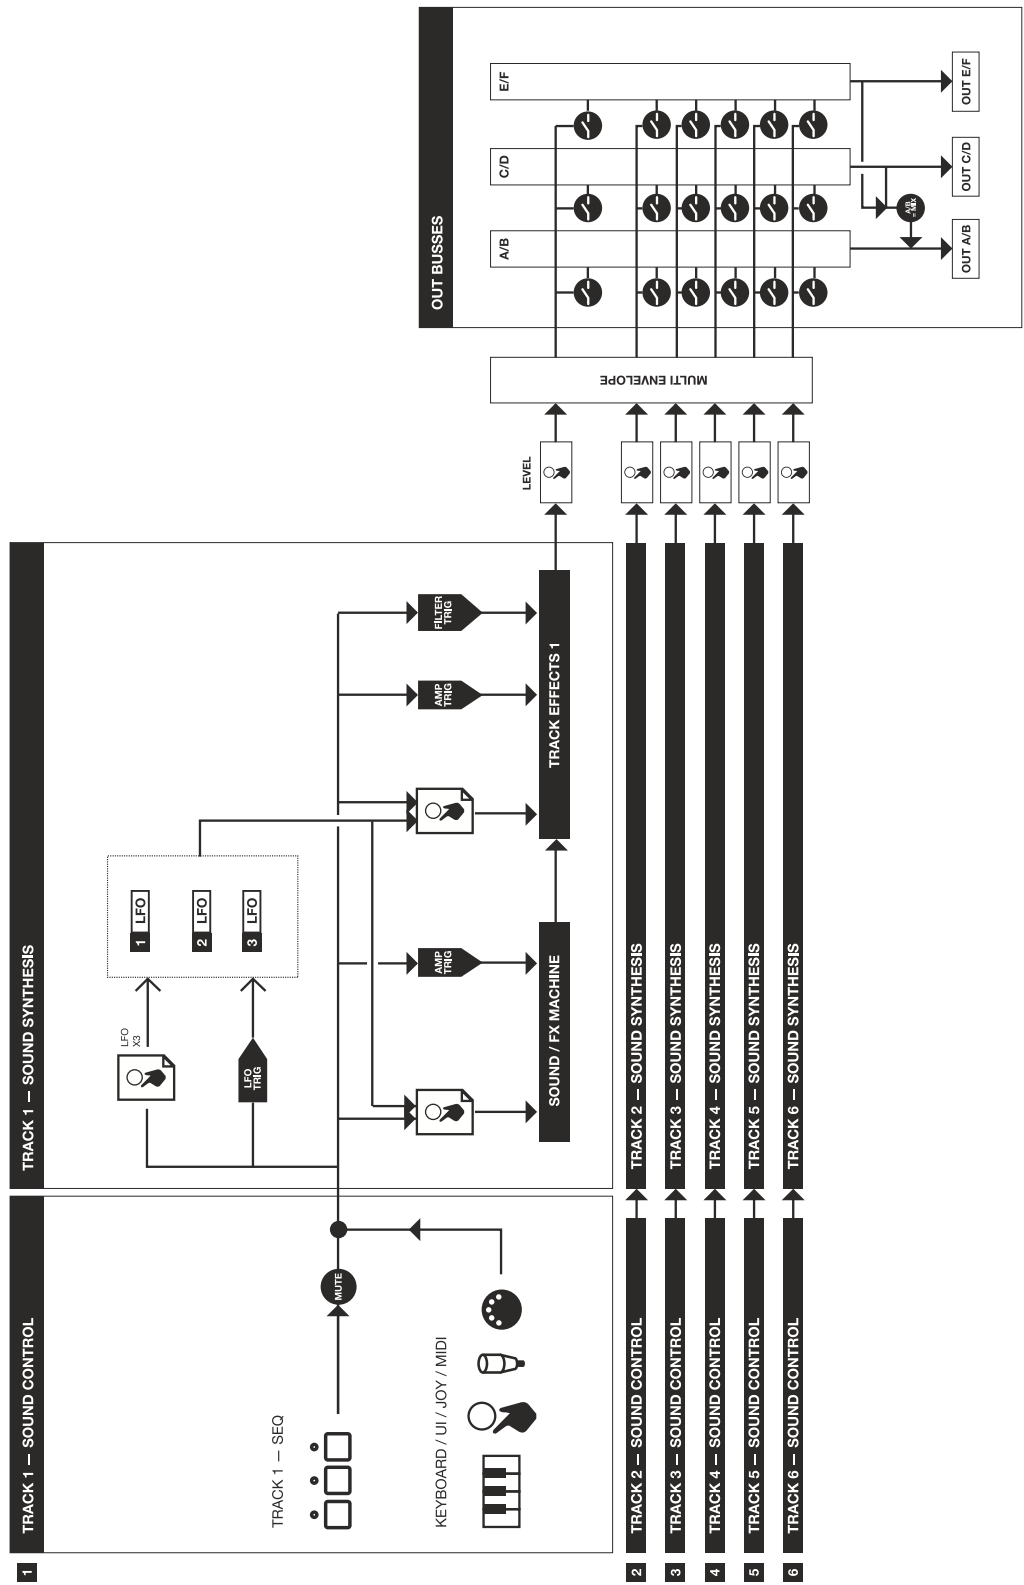 1
TRACK 1 — SOUND CONTROL
TRACK 1 — SEQ
MUTE
KEYBOARD / UI / JOY / MIDI
TRACK 1 — SOUND SYNTHESIS
LFO
X3
LFO
TRIG
1 LFO
2 LFO
3 LFO
AMP
TRIG
AMP
TRIG
FILTER
TRIG
SOUND / FX MACHINE
TRACK EFFECTS 1
LEVEL
MULTI ENVELOPE
OUT BUSSES
A/B
C/D
E/F
A/B
= MIX
OUT A/B
OUT C/D
OUT E/F
2
TRACK 2 — SOUND CONTROL
TRACK 2 — SOUND SYNTHESIS
3
TRACK 3 — SOUND CONTROL
TRACK 3 — SOUND SYNTHESIS
4
TRACK 4 — SOUND CONTROL
TRACK 4 — SOUND SYNTHESIS
5
TRACK 5 — SOUND CONTROL
TRACK 5 — SOUND SYNTHESIS
6
TRACK 6 — SOUND CONTROL
TRACK 6 — SOUND SYNTHESIS